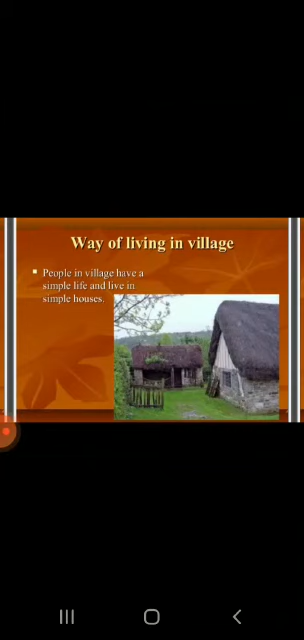 Way of living in village
People in village have a
simple life and live in
simple houses.